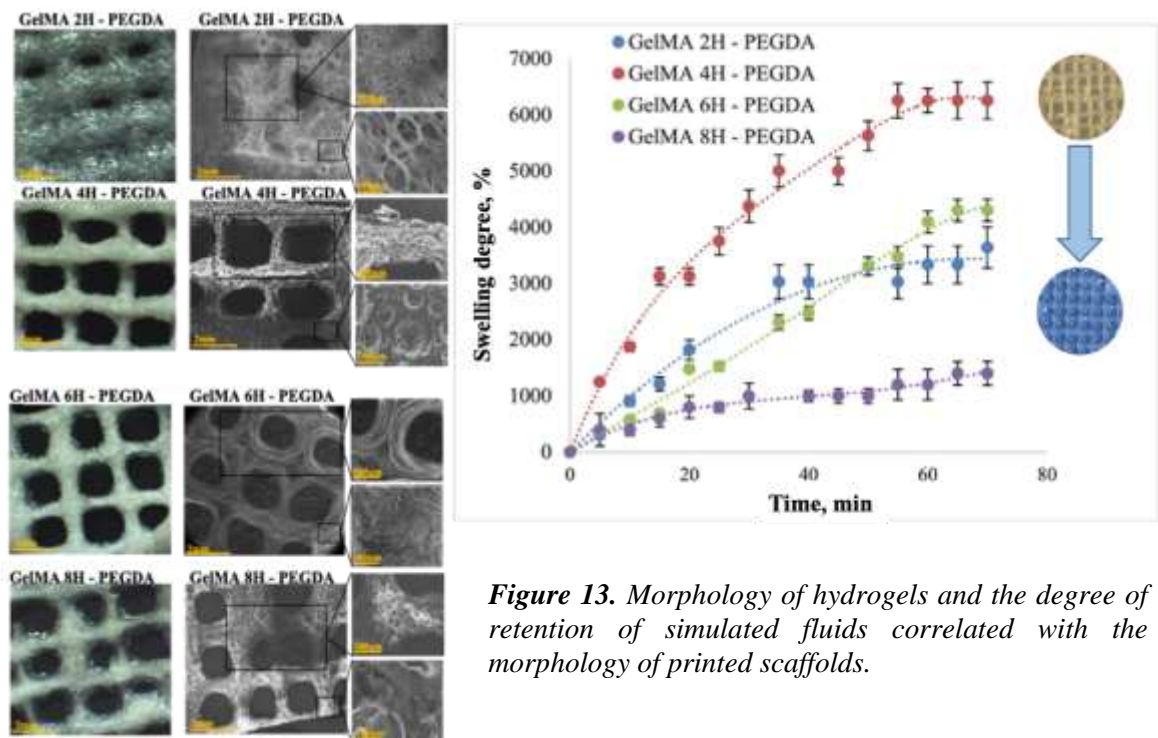 GelMA 2H - PEGDA
GelMA 2H - PEGDA
GelMA 4H - PEGDA
GelMA 4H - PEGDA
GelMA 6H - PEGDA
GelMA 6H - PEGDA
GelMA 8H - PEGDA
GelMA 8H - PEGDA
GelMA 2H - PEGDA
GelMA 4H - PEGDA
GelMA 6H - PEGDA
GelMA 8H - PEGDA
Swelling degree, %
7000
6000
5000
4000
3000
2000
1000
0
0 20 40 60 80
Time, min
Figure 13. Morphology of hydrogels and the degree of
retention of simulated fluids correlated with the
morphology of printed scaffolds.